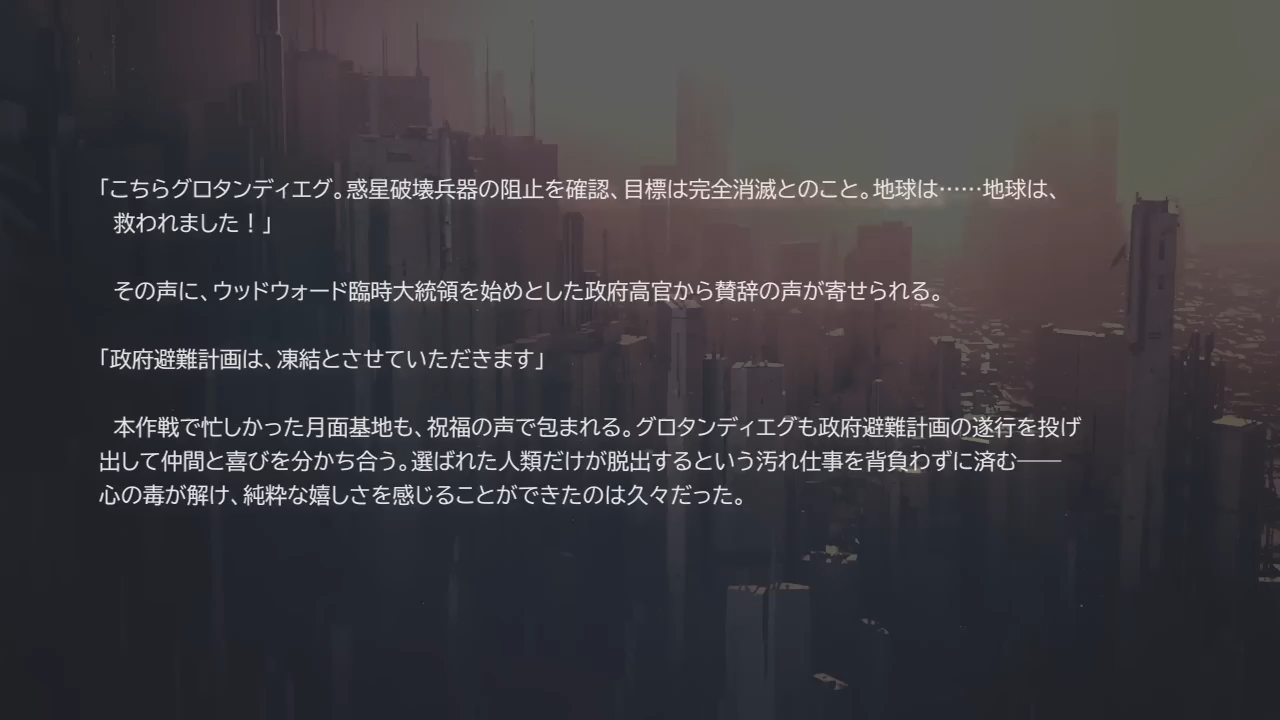 「こちらグロタンディエグ。惑星破壊兵器の阻止を確認、目標は完全消滅とのこと。地球は……地球は、
救われました！」
その声に、ウッドウォード臨時大統領を始めとした政府高官から賛辞の声が寄せられる。
「政府避難計画は、凍結とさせていただきます」
本作戦で忙しかった月面基地も、祝福の声で包まれる。グロタンディエグも政府避難計画の遂行を投げ
出して仲間と喜びを分かち合う。選ばれた人類だけが脱出するという汚れ仕事を背負わずに済む――
心の毒が解け、純粋な嬉しさを感じることができたのは久々だった。